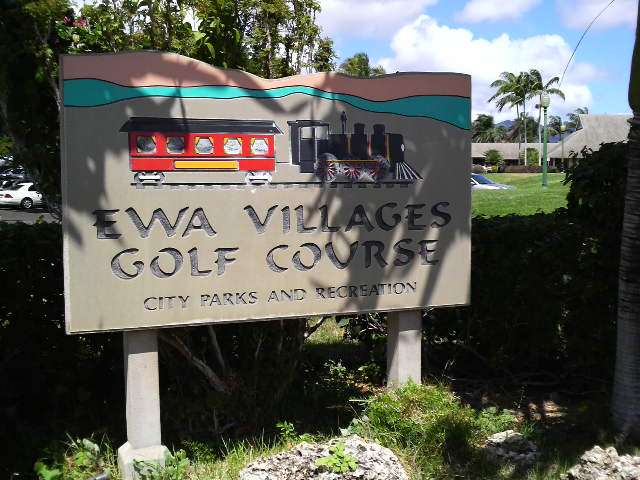 EWA VILLAGES
GOLF COURSE
CITY PARKS AND RECREATION